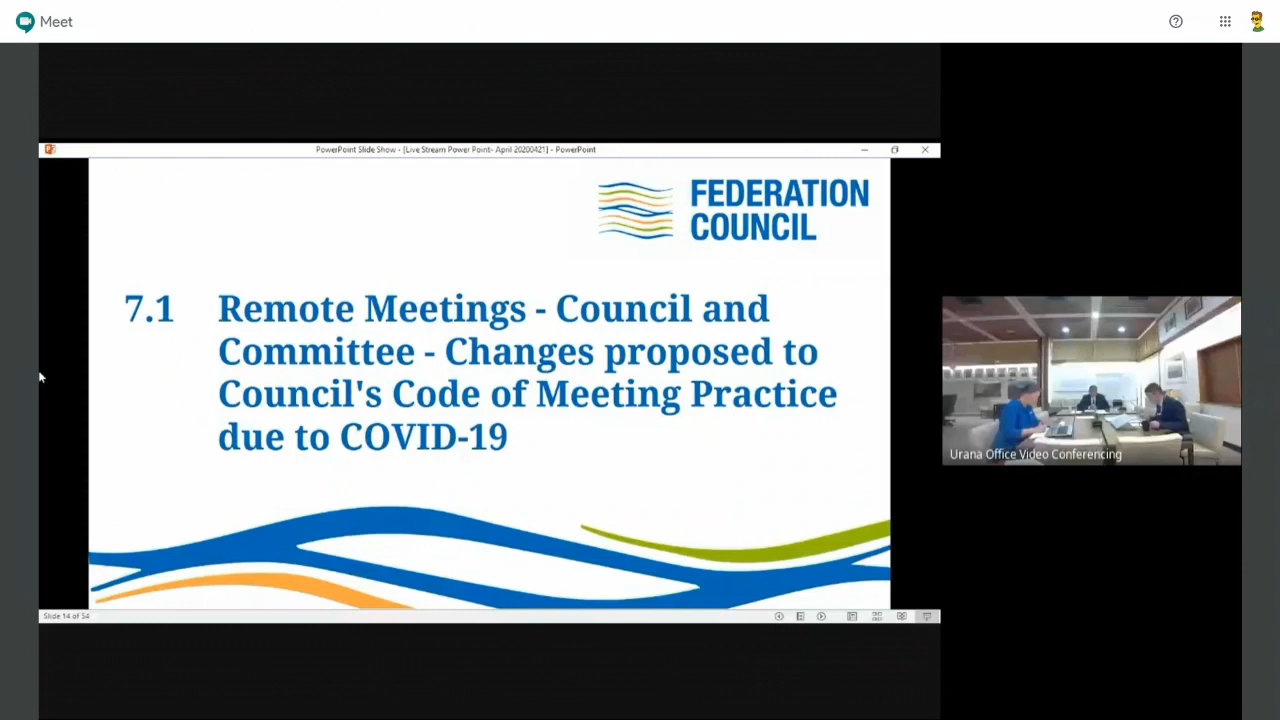 Meet
PowerPoint Slide Show - [Live Stream Power Point- April 20200421] - PowerPoint
FEDERATION
COUNCIL
7.1 Remote Meetings - Council and
Committee - Changes proposed to
Council's Code of Meeting Practice
due to COVID-19
Urana Office Video Conferencing
Slide 14 of 54